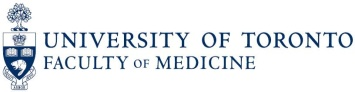 UNIVERSITY OF TORONTO
FACULTY OF MEDICINE